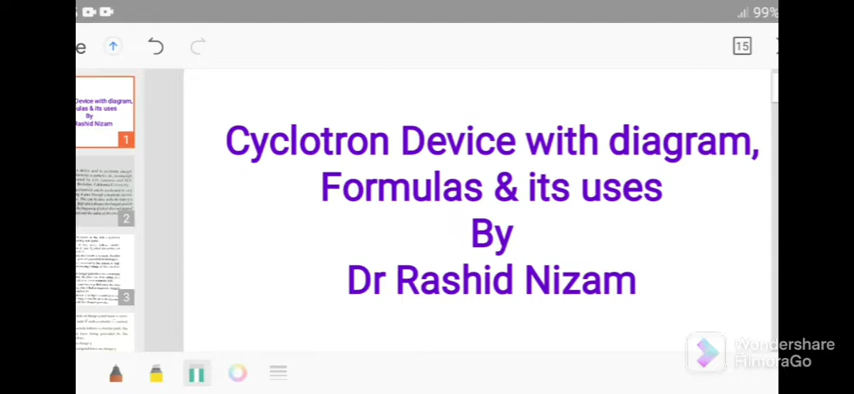 99%
e
15
Device with diagram,
ulas & its uses
By
Rashid Nizam
1
2
3
Cyclotron Device with diagram,
Formulas & its uses
By
Dr Rashid Nizam
Wondershare
FilmoraGo